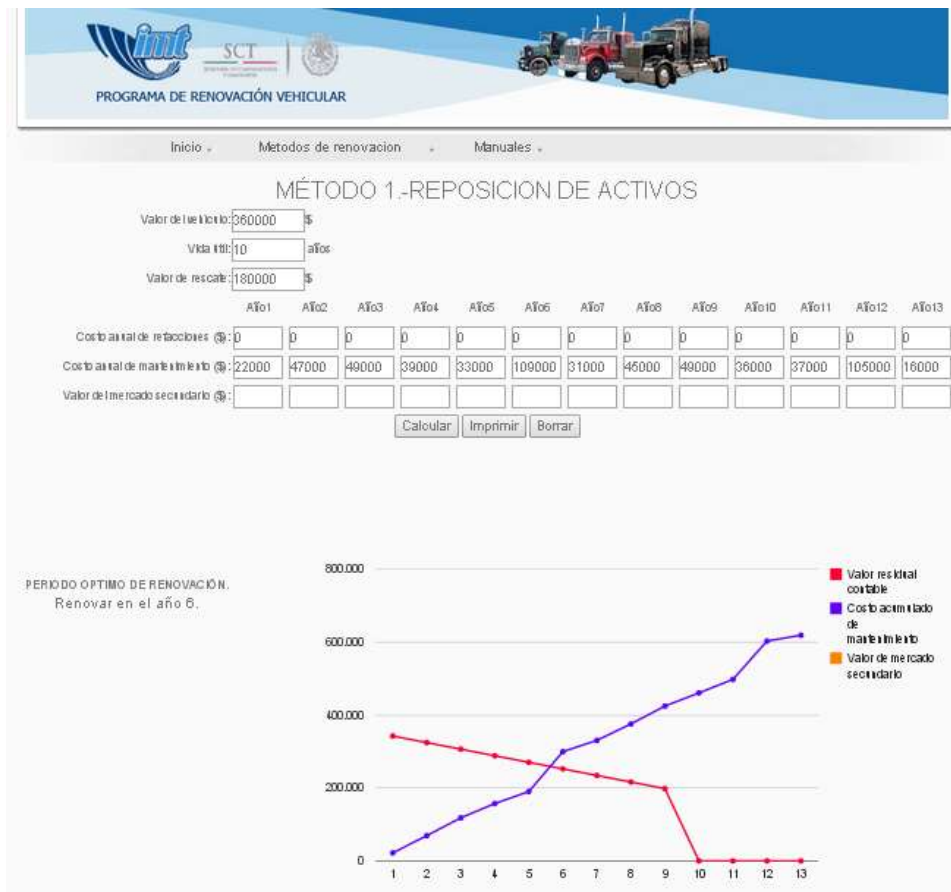 imt
SCT
PROGRAMA DE RENOVACIÓN VEHICULAR
Inicio
Metodos de renovacion
Manuales
MÉTODO 1.-REPOSICION DE ACTIVOS
Valor del vehículo: 360000 $
Vida útil: 10 años
Valor de rescate: 180000 $
Año1 Año2 Año3 Año4 Año5 Año6 Año7 Año8 Año9 Año10 Año11 Año12 Año13
Costo anual de refacciones ($): 0 0 0 0 0 0 0 0 0 0 0 0 0
Costo anual de mantenimiento ($): 22000 47000 49000 39000 33000 109000 31000 45000 49000 36000 37000 105000 16000
Valor del mercado secundario ($):
Calcular Imprimir Borrar
PERIODO OPTIMO DE RENOVACIÓN.
Renovar en el año 6.
800.000
600.000
400.000
200.000
0
1 2 3 4 5 6 7 8 9 10 11 12 13
Valor residual
contable
Costo acumulado
de
mantenimiento
Valor de mercado
secundario